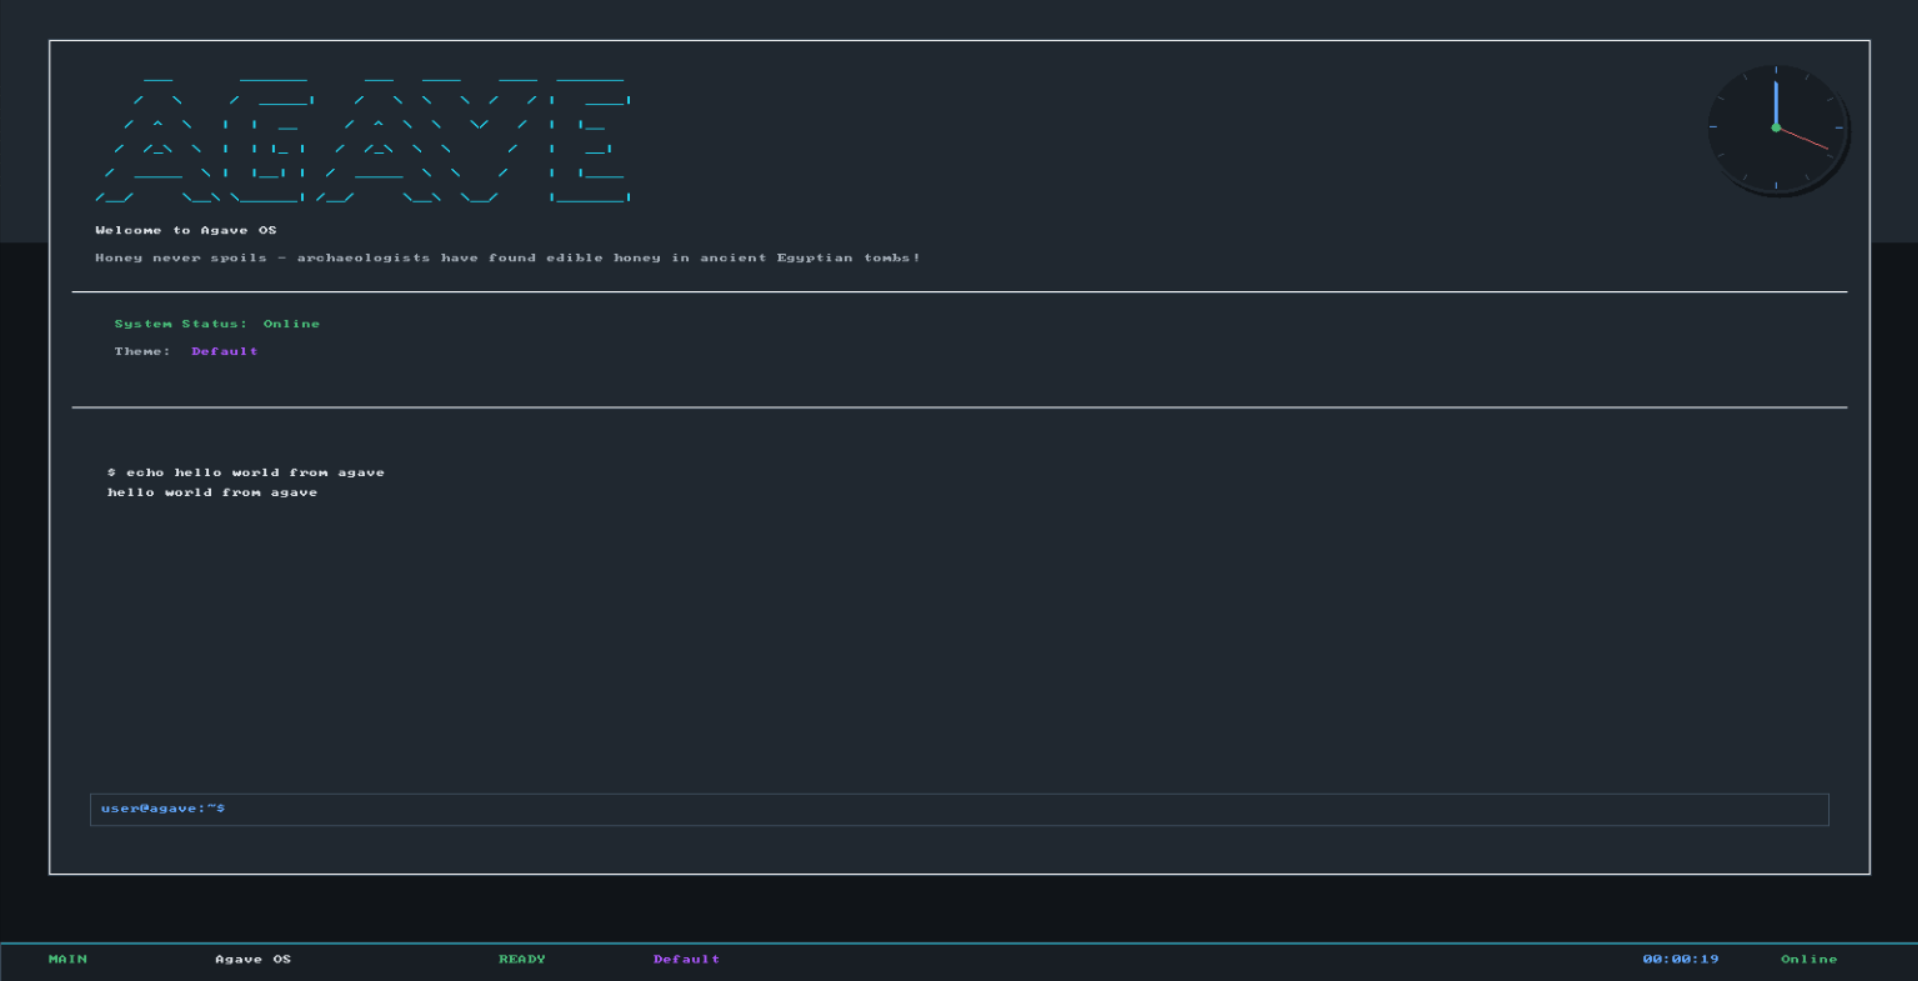 AGAVE
Welcome to Agave OS
Honey never spoils - archaeologists have found edible honey in ancient Egyptian tombs!
System Status: Online
Theme: Default
$ echo hello world from agave
hello world from agave
user@agave:~$
MAIN Agave OS READY Default 00:00:19 Online